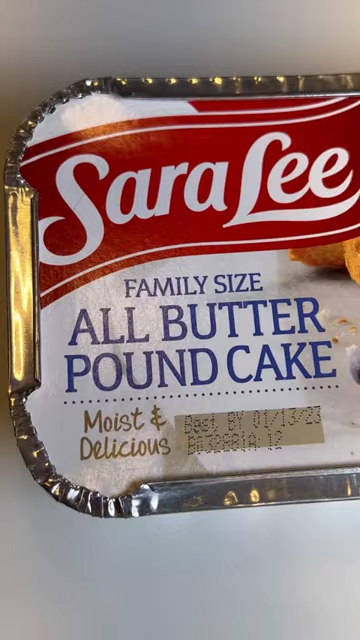 Sara Lee
FAMILY SIZE
ALL BUTTER
POUND CAKE
Moist &
Delicious
Best BY 01/13/23